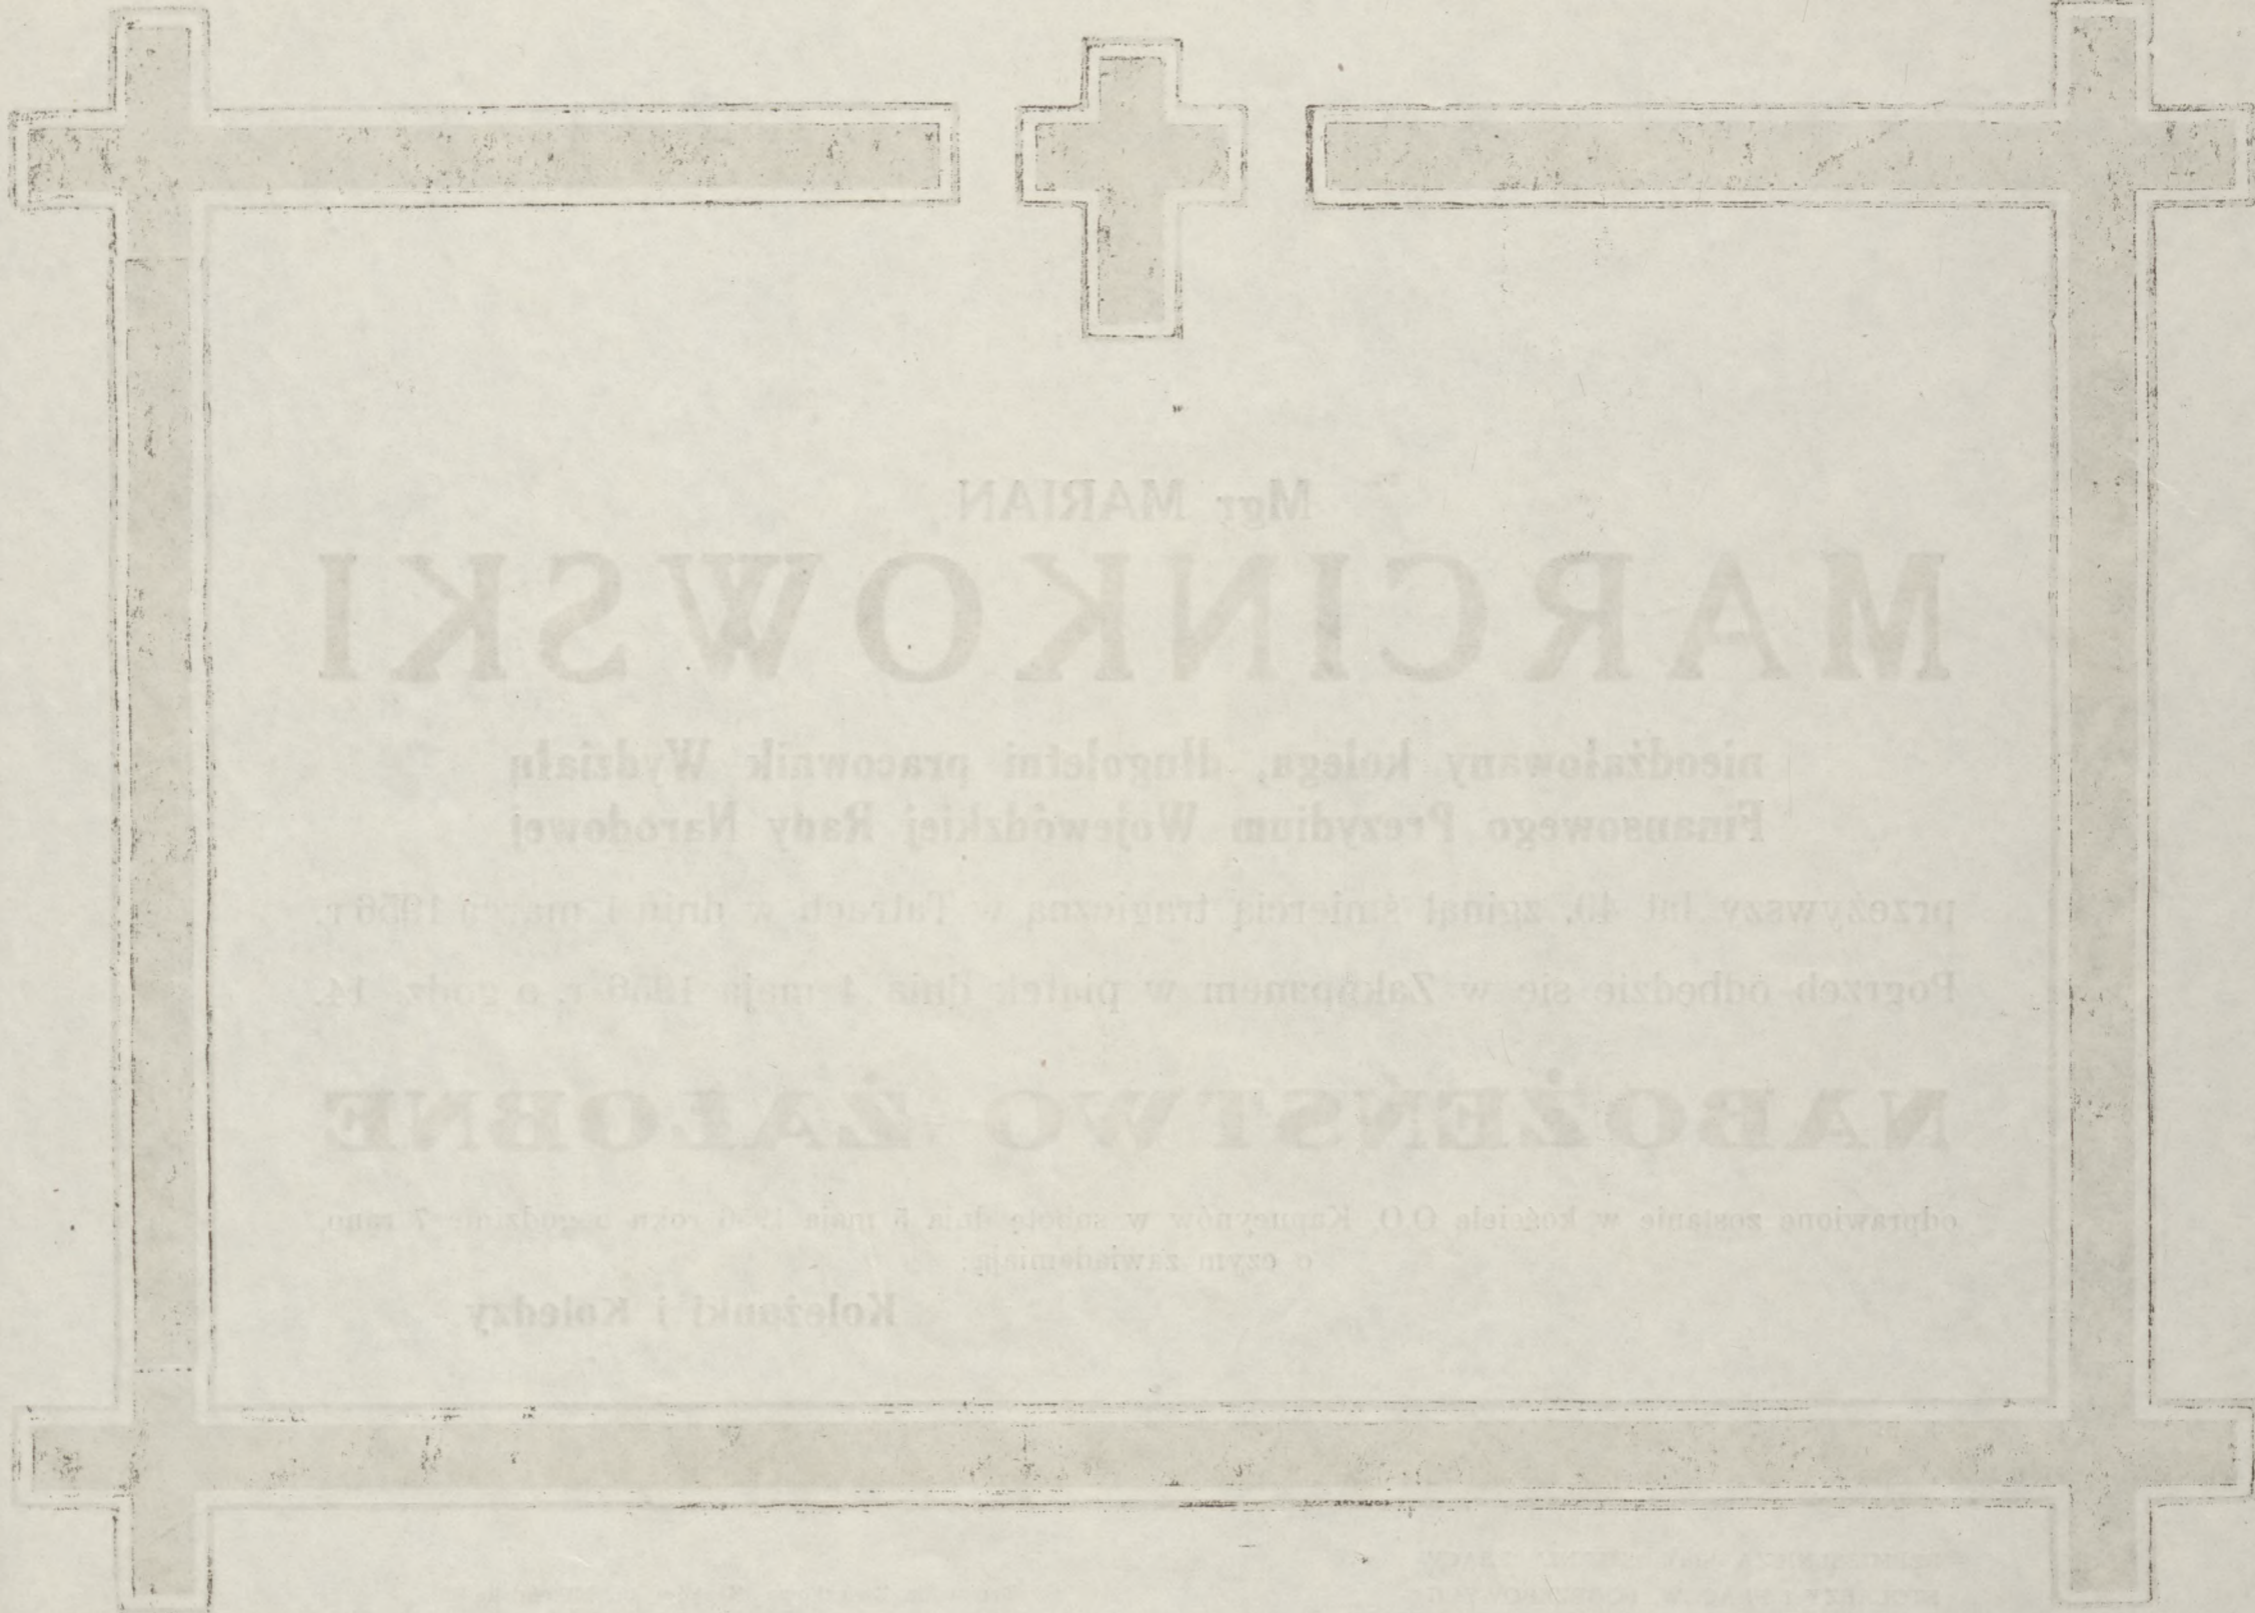 Mgr MARIAN
MARCINKOWSKI
nieodżałowany kolega, długoletni pracownik Wydziału
Finansowego Prezydium Wojewódzkiej Rady Narodowej
przeżywszy lat 40, zginął śmiercią tragiczną w Tatrach w dniu 4 marca 1956 r.
Pogrzeb odbędzie się w Zakopanem w piątek dnia 4 maja 1956 r. o godz. 14.
NABOŻEŃSTWO ŻAŁOBNE
odprawione zostanie w kościele O.O. Kapucynów w sobotę dnia 5 maja 1956 roku o godzinie 7 rano,
o czym zawiadamiają:
Koleżanki i Koledzy